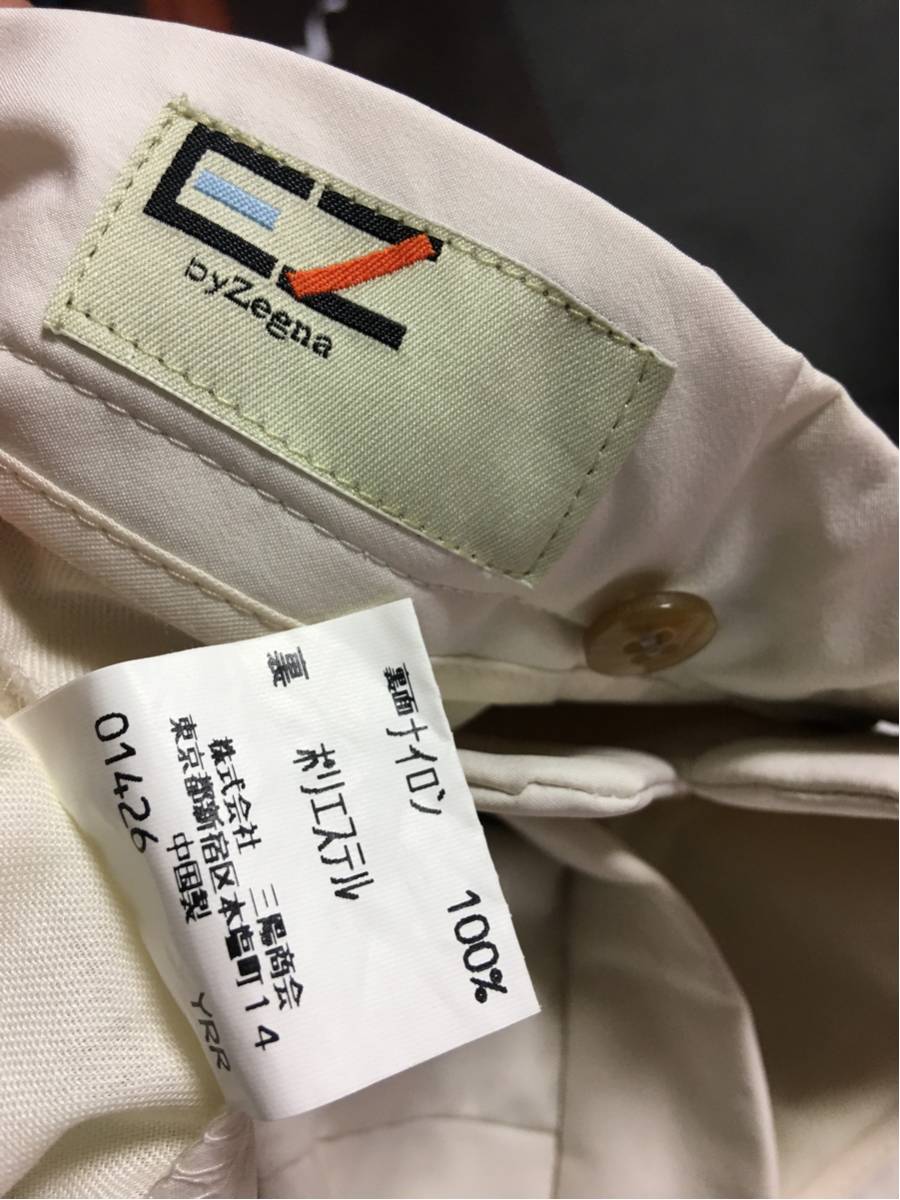 EZ
byZegna
裏面ナイロン 100%
裏 ポリエステル
株式会社 三陽商会
東京都新宿区本塩町14
中国製
01426 YRR